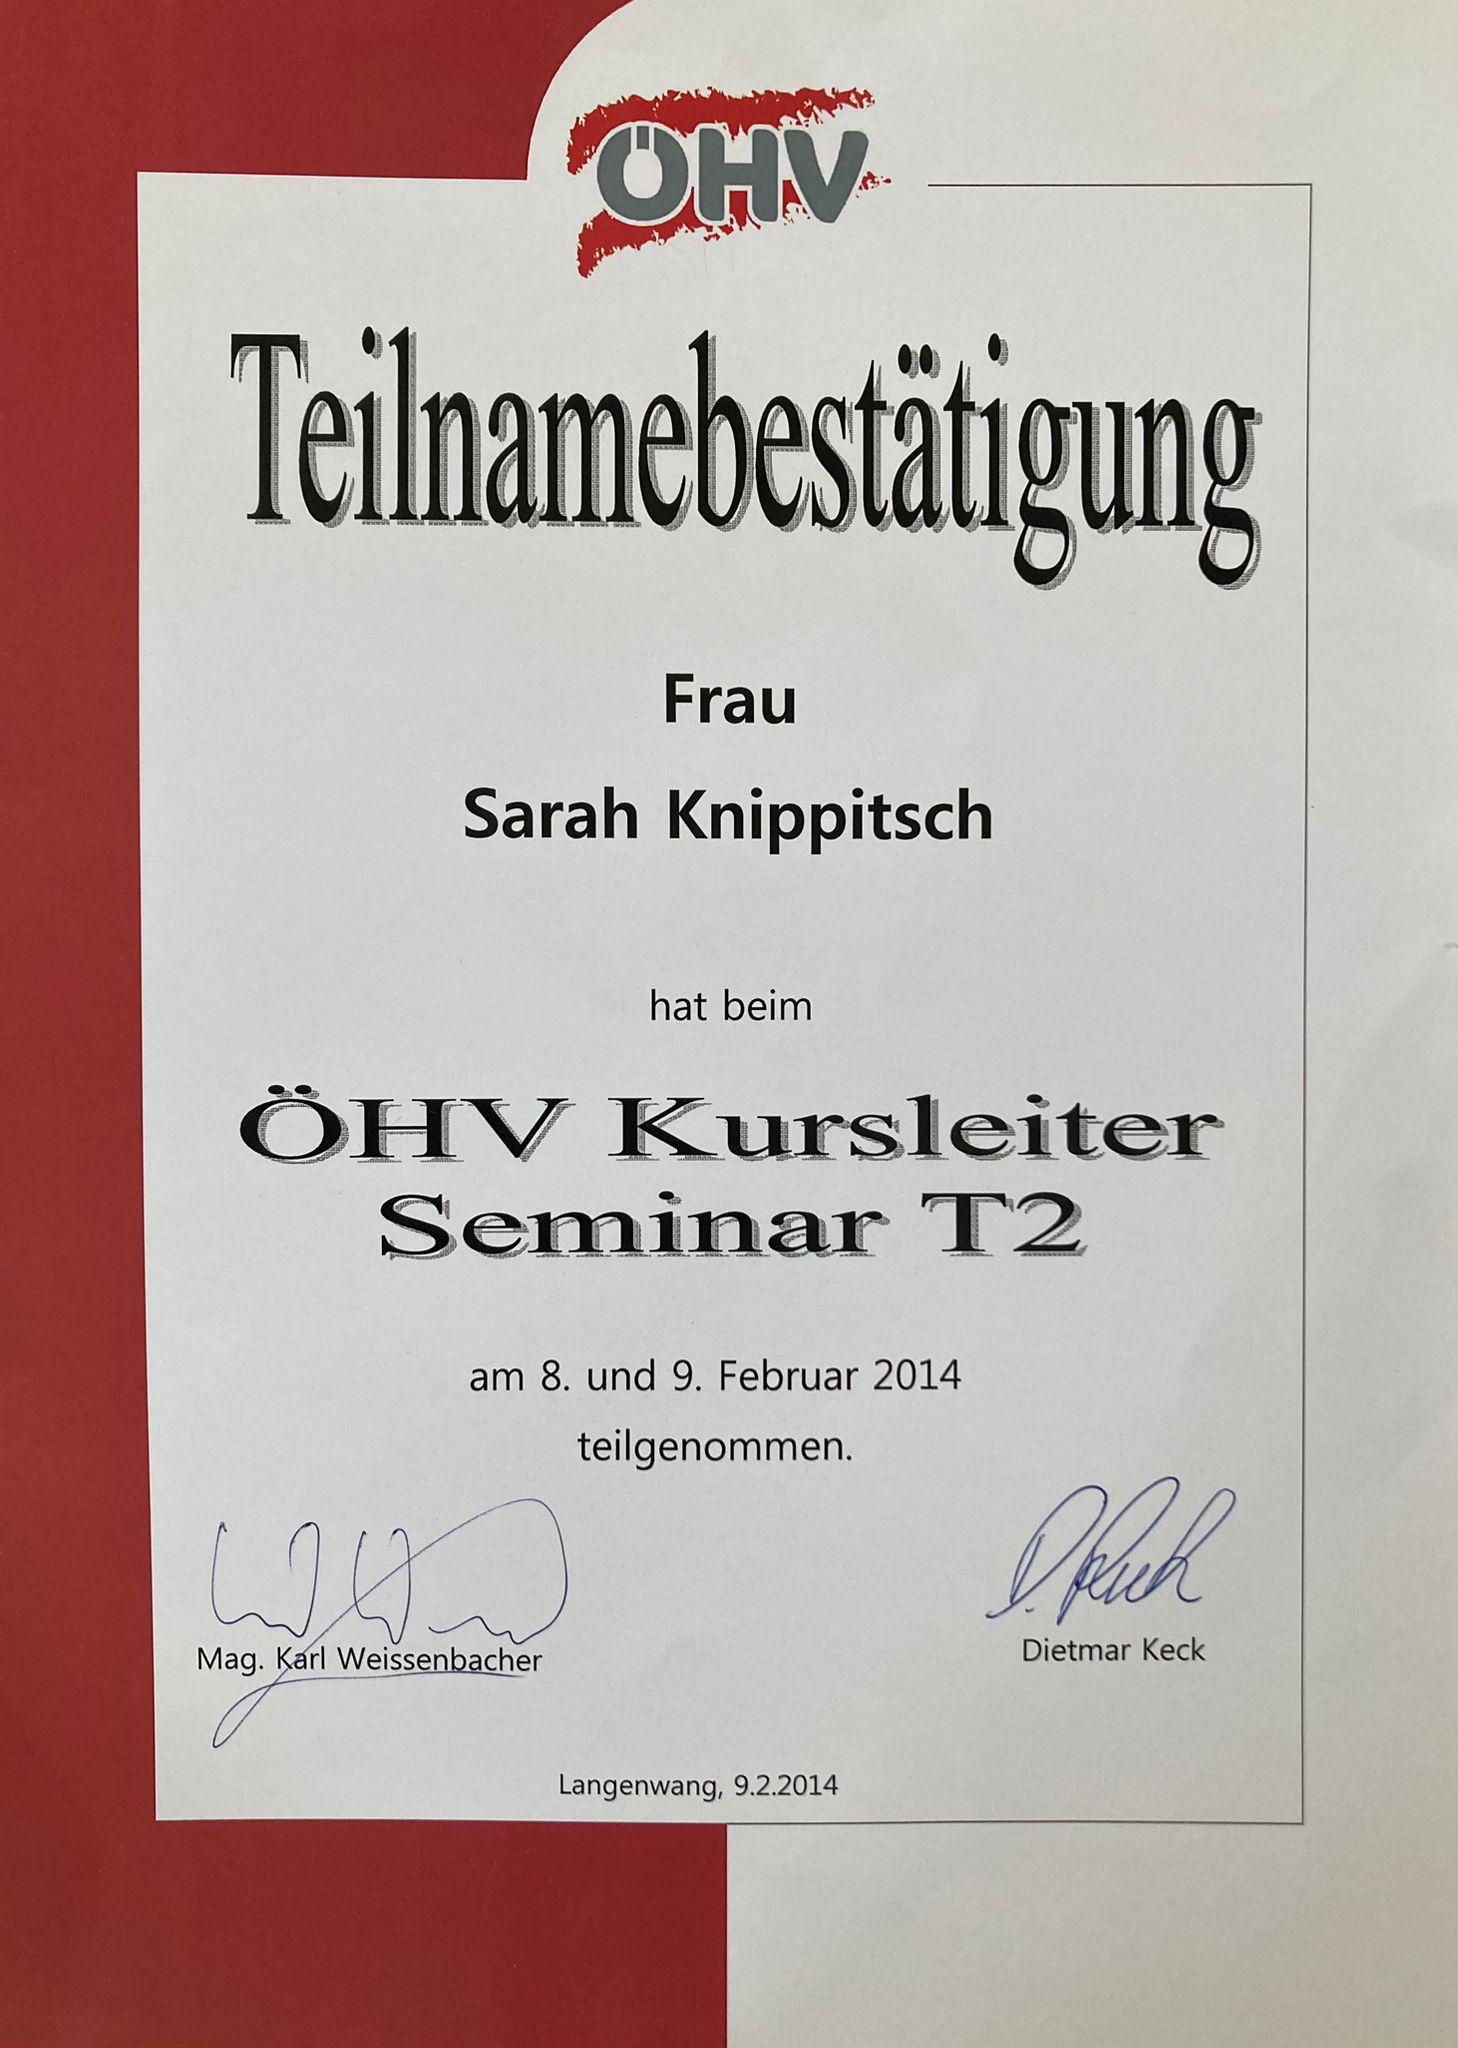 ÖHV
Teilnamebestätigung
Frau
Sarah Knippitsch
hat beim
ÖHV Kursleiter
Seminar T2
am 8. und 9. Februar 2014
teilgenommen.
Mag. Karl Weissenbacher
Dietmar Keck
Langenwang, 9.2.2014